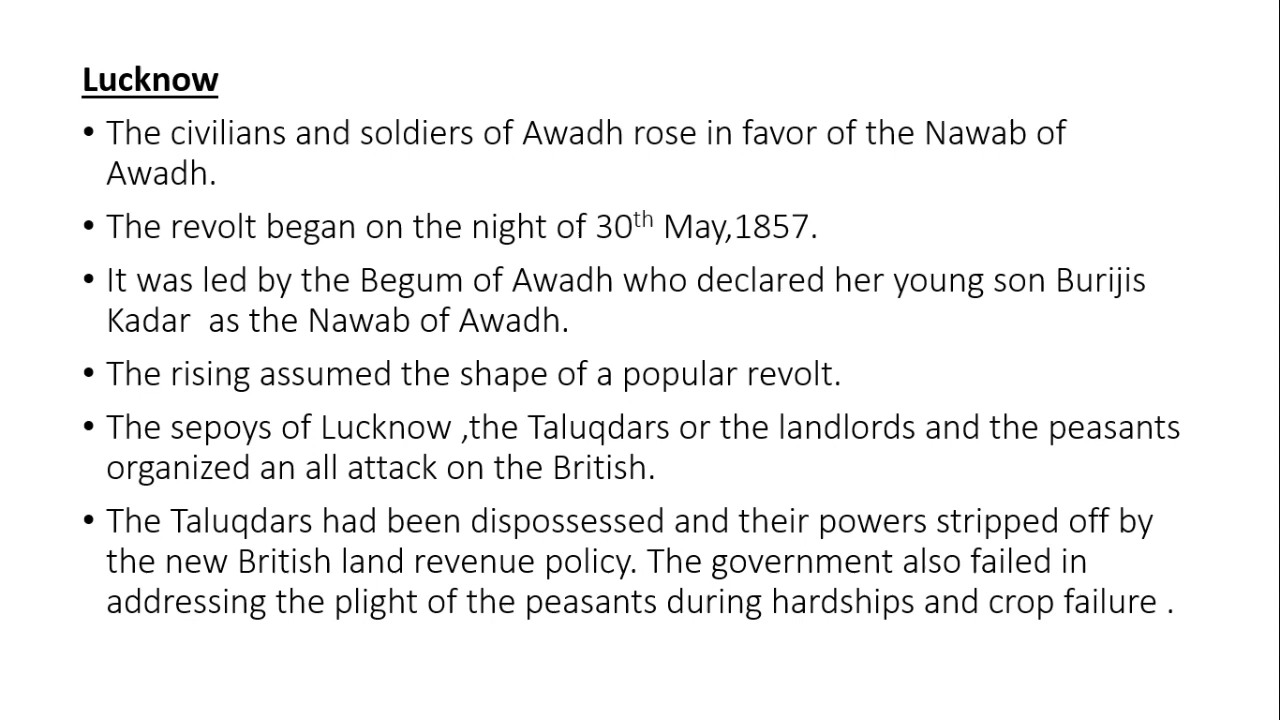 Lucknow
• The civilians and soldiers of Awadh rose in favor of the Nawab of
Awadh.
• The revolt began on the night of 30th May,1857.
• It was led by the Begum of Awadh who declared her young son Burijis
Kadar  as the Nawab of Awadh.
• The rising assumed the shape of a popular revolt.
• The sepoys of Lucknow ,the Taluqdars or the landlords and the peasants
organized an all attack on the British.
• The Taluqdars had been dispossessed and their powers stripped off by
the new British land revenue policy. The government also failed in
addressing the plight of the peasants during hardships and crop failure .